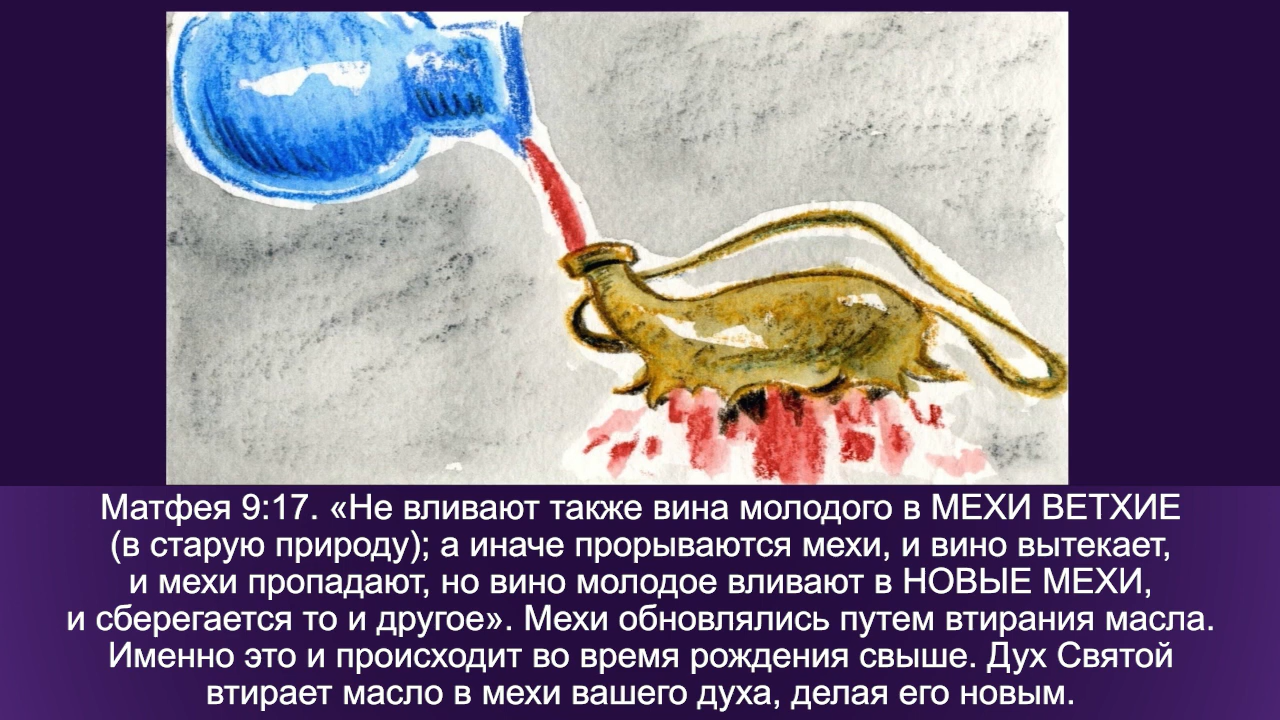 Матфея 9:17. «Не вливают также вина молодого в МЕХИ ВЕТХИЕ
(в старую природу); а иначе прорываются мехи, и вино вытекает,
и мехи пропадают, но вино молодое вливают в НОВЫЕ МЕХИ,
и сберегается то и другое». Мехи обновлялись путем втирания масла.
Именно это и происходит во время рождения свыше. Дух Святой
втирает масло в мехи вашего духа, делая его новым.